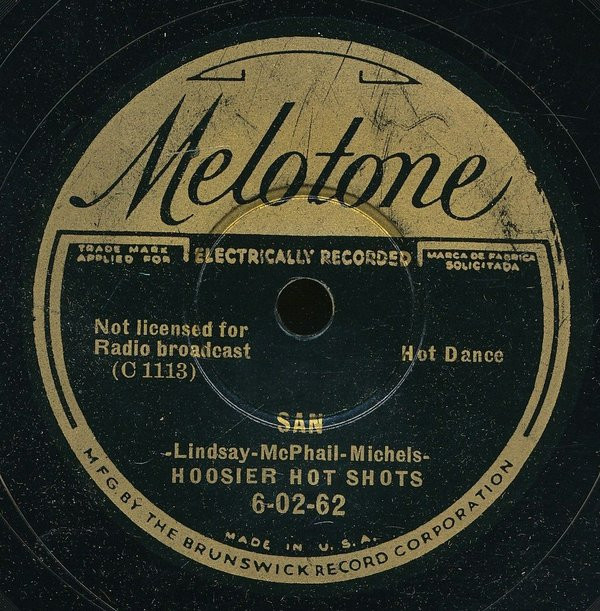 Melotone
TRADE MARK
APPLIED FOR
ELECTRICALLY RECORDED
MARCA DE FABRICA
SOLICITADA
Not licensed for
Radio broadcast
(C 1113)
Hot Dance
SAN
-Lindsay-McPhail-Michels-
HOOSIER HOT SHOTS
6-02-62
MADE IN U.S.A.
MFG BY THE BRUNSWICK RECORD CORPORATION